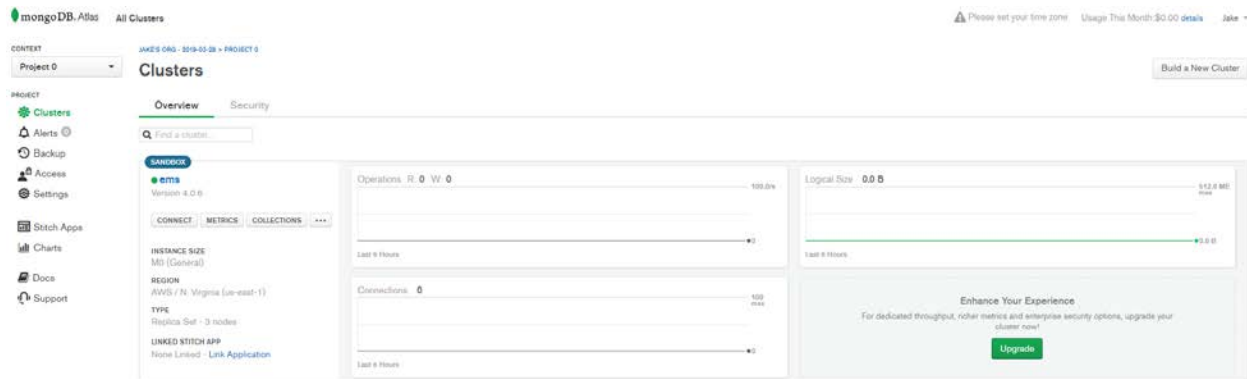 mongoDB. Atlas
All Clusters
Please set your time zone
Usage This Month:$0.00 details
Jake
CONTEXT
Project 0
PROJECT
Clusters
Alerts 0
Backup
Access
Settings
Stitch Apps
Charts
Docs
Support
JAKE'S ORG - 2019-02-28 > PROJECT 0
Clusters
Build a New Cluster
Overview
Security
Find a cluster...
SANDBOX
ems
Version 4.0.6
CONNECT
METRICS
COLLECTIONS
...
INSTANCE SIZE
M0 (General)
REGION
AWS / N. Virginia (us-east-1)
TYPE
Replica Set - 3 nodes
LINKED STITCH APP
None Linked - Link Application
Operations R: 0 W: 0
100.0/s
0
Last 6 Hours
Logical Size 0.0 B
512.0 MB
max
0.0 B
Last 6 Hours
Connections 0
100
max
0
Last 6 Hours
Enhance Your Experience
For dedicated throughput, richer metrics and enterprise security options, upgrade your
cluster now!
Upgrade